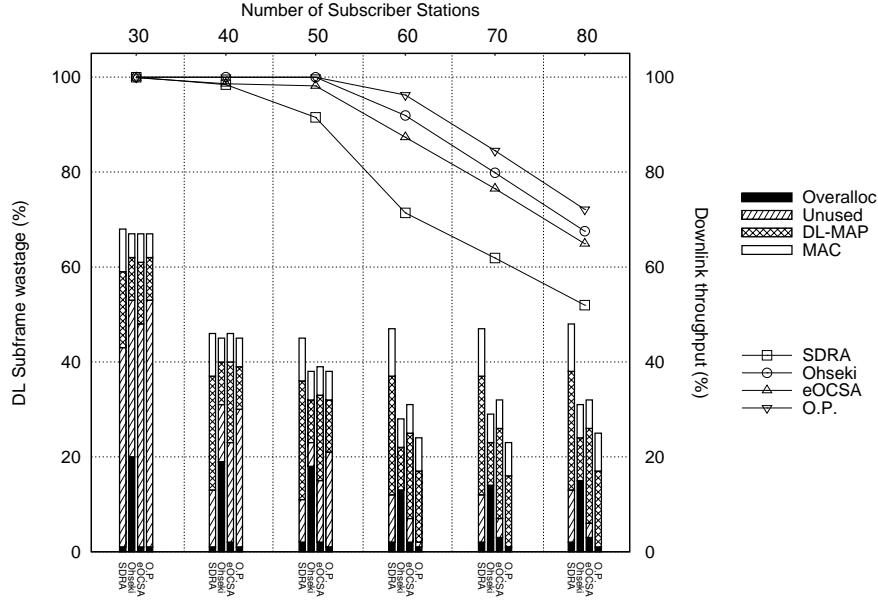 Number of Subscriber Stations
30 40 50 60 70 80
100 100
80 80
60 60
40 40
20 20
0 0
DL Subframe wastage (%)
Downlink throughput (%)
Overalloc
Unused
DL-MAP
MAC
SDRA
Ohseki
eOCSA
O.P.
SDRA Ohseki eOCSA O.P. SDRA Ohseki eOCSA O.P. SDRA Ohseki eOCSA O.P. SDRA Ohseki eOCSA O.P. SDRA Ohseki eOCSA O.P. SDRA Ohseki eOCSA O.P.